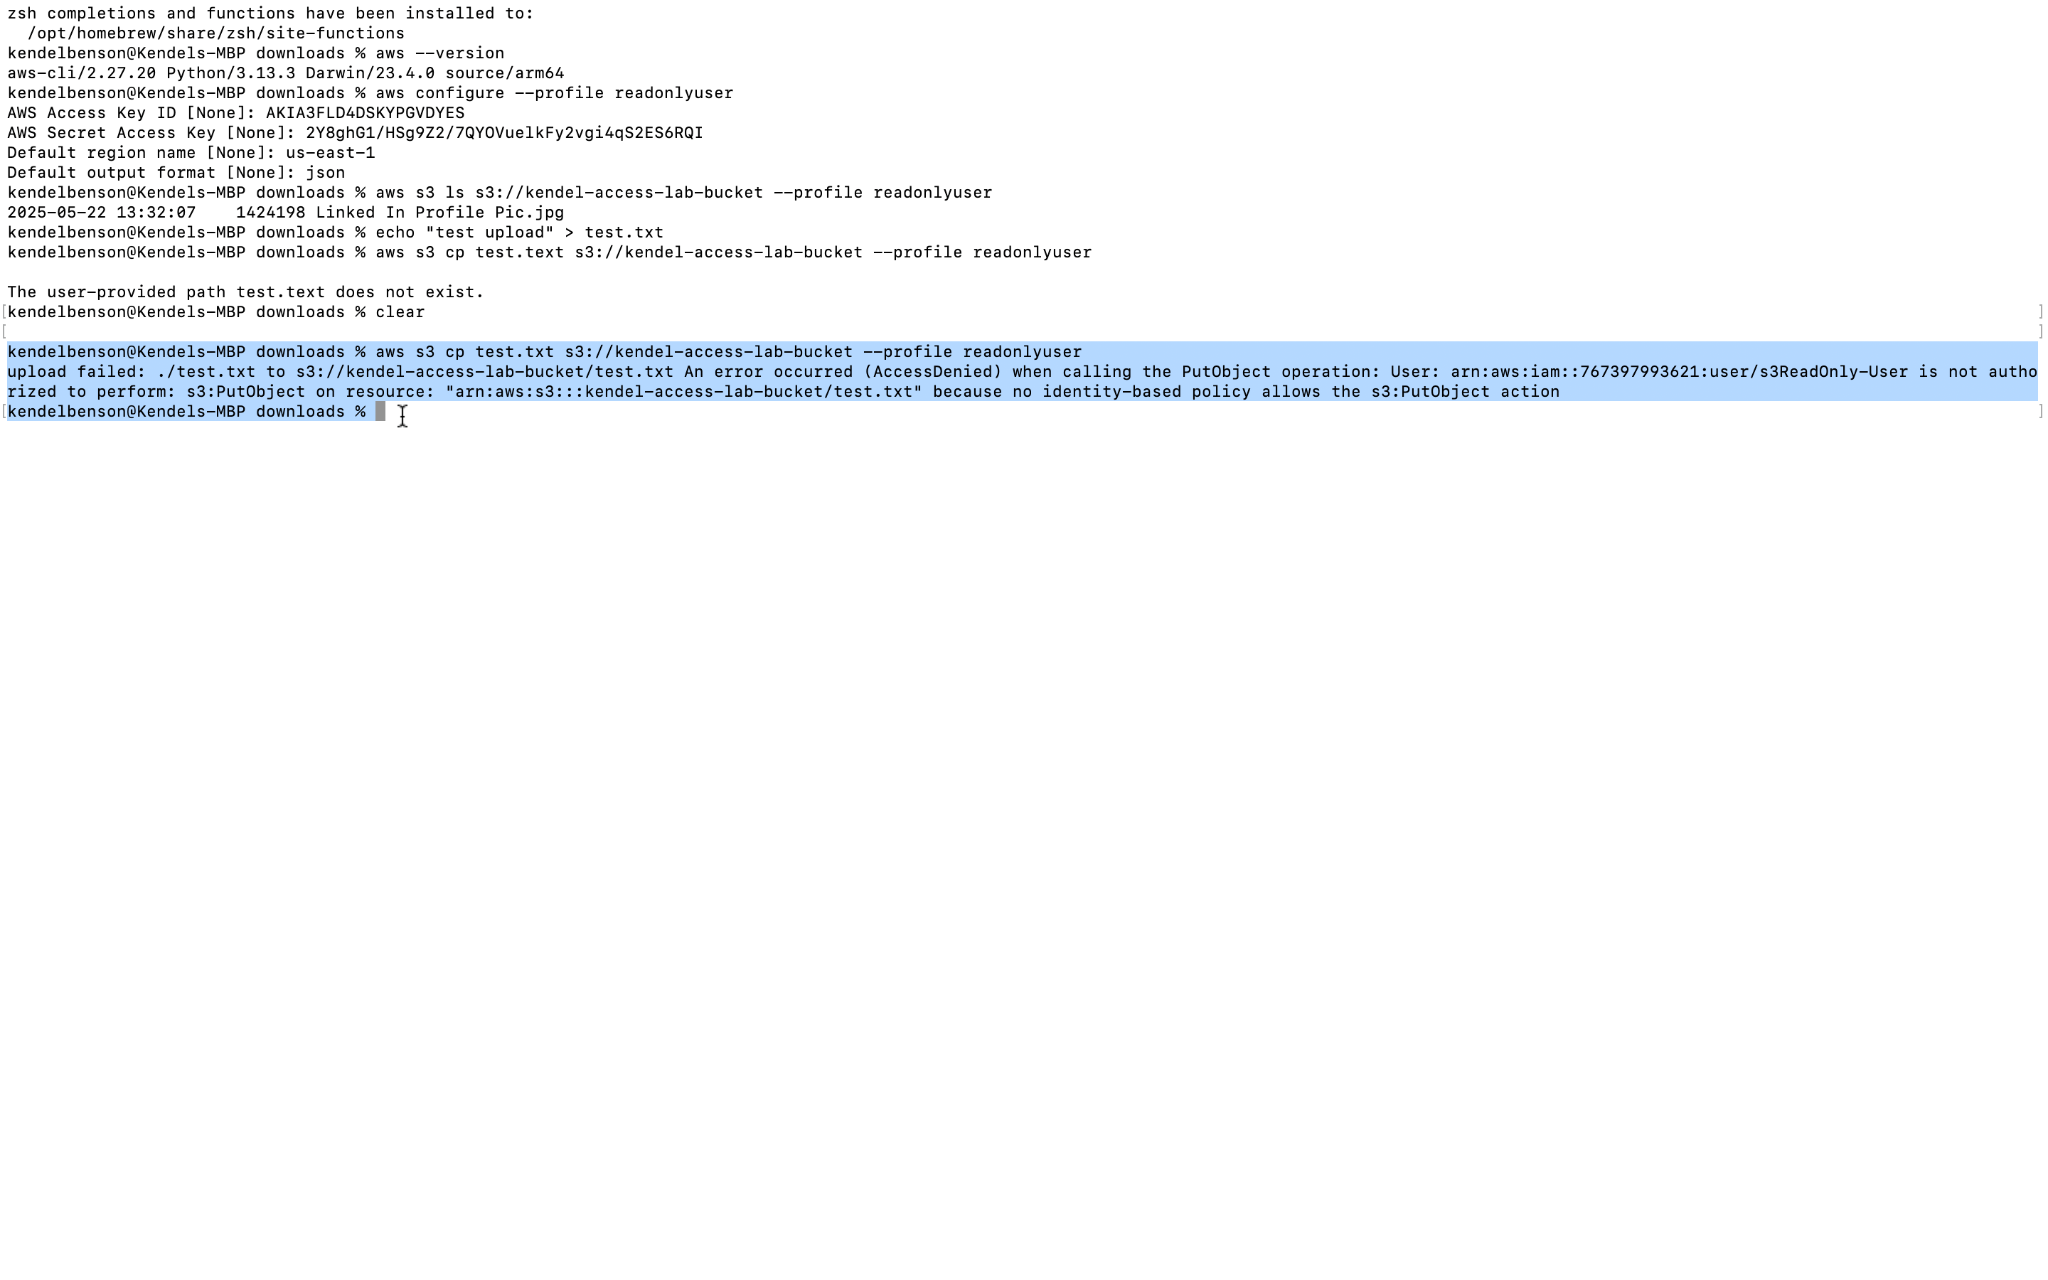 zsh completions and functions have been installed to:
  /opt/homebrew/share/zsh/site-functions
kendelbenson@Kendels-MBP downloads % aws --version
aws-cli/2.27.20 Python/3.13.3 Darwin/23.4.0 source/arm64
kendelbenson@Kendels-MBP downloads % aws configure --profile readonlyuser
AWS Access Key ID [None]: AKIA3FLD4DSKYPGVDYES
AWS Secret Access Key [None]: 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
Default region name [None]: us-east-1
Default output format [None]: json
kendelbenson@Kendels-MBP downloads % aws s3 ls s3://kendel-access-lab-bucket --profile readonlyuser
2025-05-22 13:32:07    1424198 Linked In Profile Pic.jpg
kendelbenson@Kendels-MBP downloads % echo "test upload" > test.txt
kendelbenson@Kendels-MBP downloads % aws s3 cp test.text s3://kendel-access-lab-bucket --profile readonlyuser

The user-provided path test.text does not exist.
[kendelbenson@Kendels-MBP downloads % clear ]
[ ]
kendelbenson@Kendels-MBP downloads % aws s3 cp test.txt s3://kendel-access-lab-bucket --profile readonlyuser
upload failed: ./test.txt to s3://kendel-access-lab-bucket/test.txt An error occurred (AccessDenied) when calling the PutObject operation: User: arn:aws:iam::767397993621:user/s3ReadOnly-User is not autho
rized to perform: s3:PutObject on resource: "arn:aws:s3:::kendel-access-lab-bucket/test.txt" because no identity-based policy allows the s3:PutObject action
[kendelbenson@Kendels-MBP downloads % ]